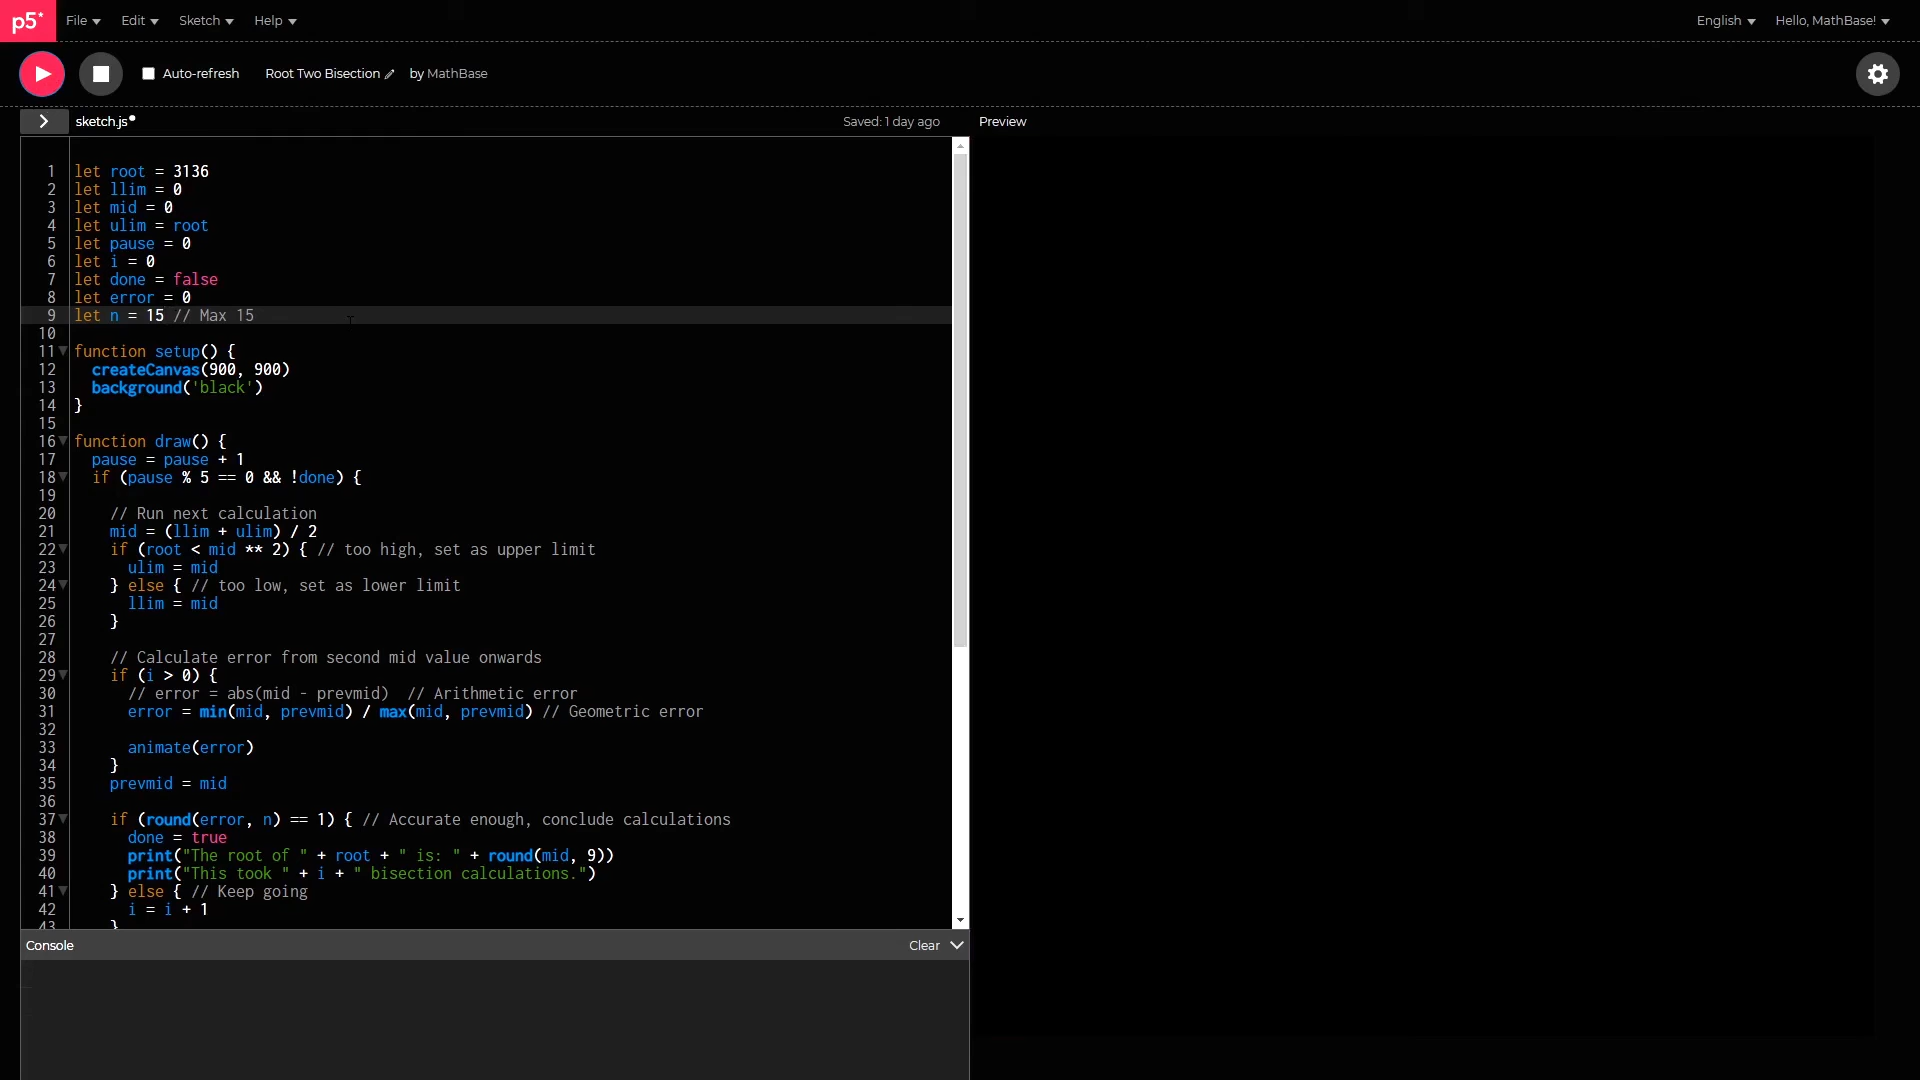 p5* File Edit Sketch Help English Hello, MathBase!
Auto-refresh Root Two Bisection by MathBase
sketch.js Saved: 1 day ago Preview
1 let root = 3136
2 let llim = 0
3 let mid = 0
4 let ulim = root
5 let pause = 0
6 let i = 0
7 let done = false
8 let error = 0
9 let n = 15 // Max 15
10
11 function setup() {
12 createCanvas(900, 900)
13 background('black')
14 }
15
16 function draw() {
17 pause = pause + 1
18 if (pause % 5 == 0 && !done) {
19
20 // Run next calculation
21 mid = (llim + ulim) / 2
22 if (root < mid ** 2) { // too high, set as upper limit
23 ulim = mid
24 } else { // too low, set as lower limit
25 llim = mid
26 }
27
28 // Calculate error from second mid value onwards
29 if (i > 0) {
30 // error = abs(mid - prevmid)  // Arithmetic error
31 error = min(mid, prevmid) / max(mid, prevmid) // Geometric error
32
33 animate(error)
34 }
35 prevmid = mid
36
37 if (round(error, n) == 1) { // Accurate enough, conclude calculations
38 done = true
39 print("The root of " + root + " is: " + round(mid, 9))
40 print("This took " + i + " bisection calculations.")
41 } else { // Keep going
42 i = i + 1
43 }
Console Clear